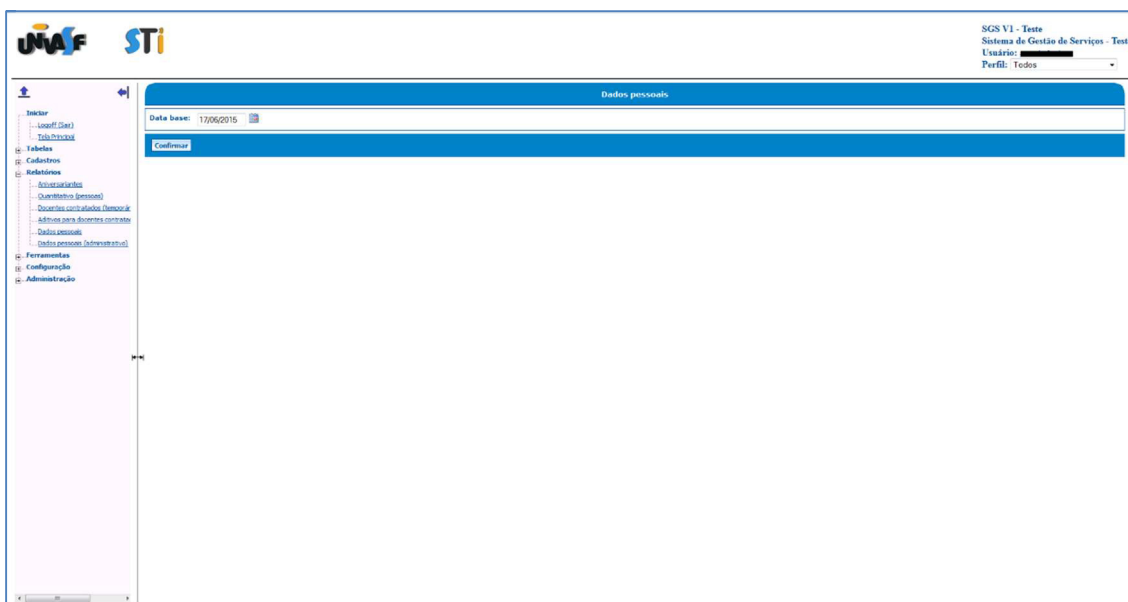 UNIVASF STi
SGS V1 - Teste
Sistema de Gestão de Serviços - Test
Usuário:
Perfil: Todos
Iniciar
Logoff (Sair)
Tela Principal
Tabelas
Cadastros
Relatórios
Aniversariantes
Quantitativo (pessoas)
Docentes contratados (temporár
Aditivos para docentes contratad
Dados pessoais
Dados pessoais (administrativo)
Ferramentas
Configuração
Administração
Dados pessoais
Data base: 17/06/2015
Confirmar